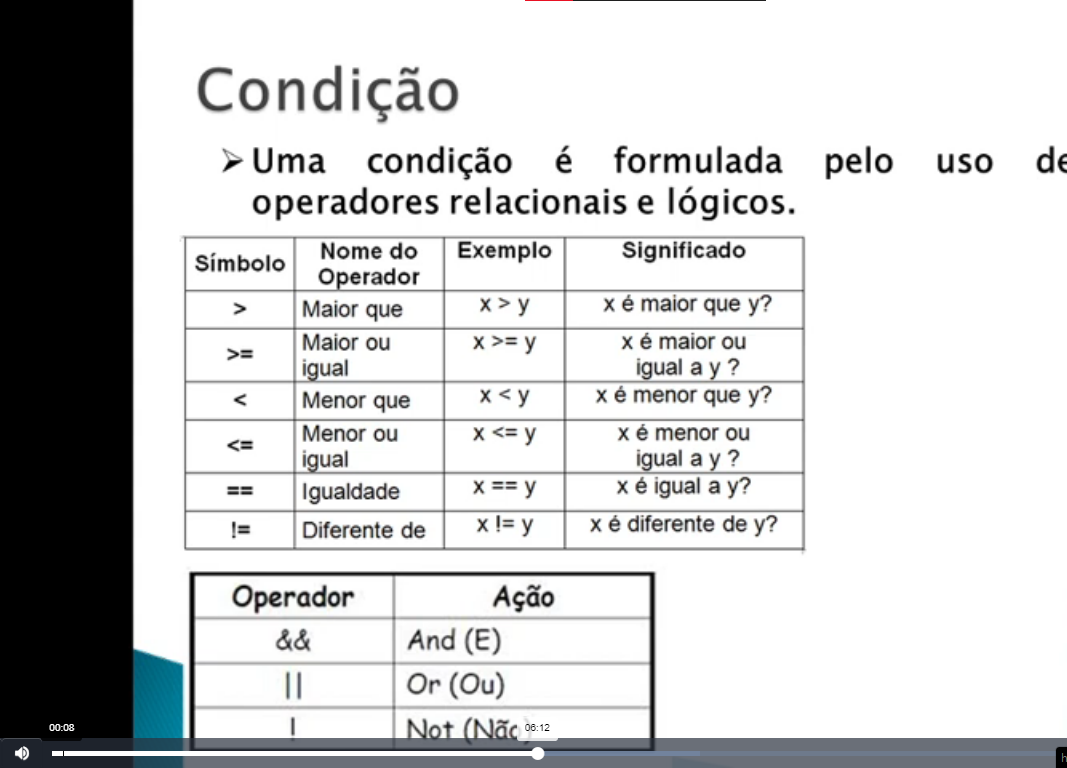 Condição
➢ Uma condição é formulada pelo uso de
operadores relacionais e lógicos.
Símbolo Nome do Operador Exemplo Significado
> Maior que x > y x é maior que y?
>= Maior ou igual x >= y x é maior ou igual a y ?
< Menor que x < y x é menor que y?
<= Menor ou igual x <= y x é menor ou igual a y ?
== Igualdade x == y x é igual a y?
!= Diferente de x != y x é diferente de y?
Operador Ação
&& And (E)
|| Or (Ou)
! Not (Não)
00:08 06:12